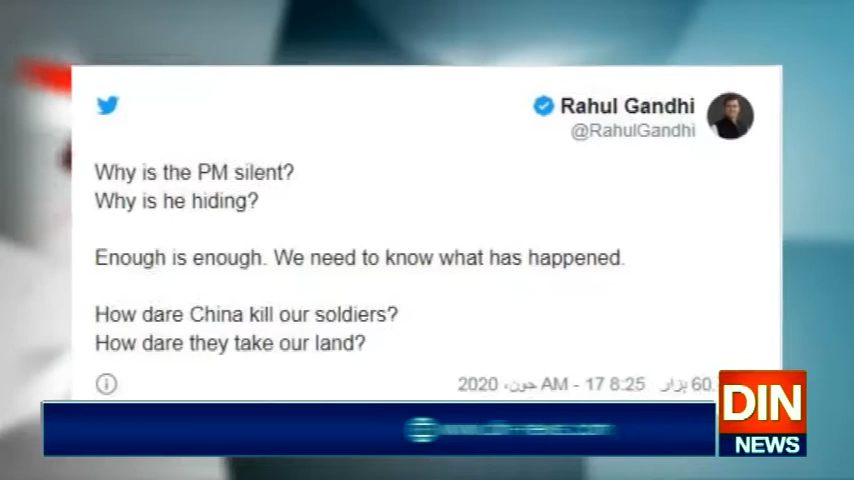 Rahul Gandhi
@RahulGandhi
Why is the PM silent?
Why is he hiding?
Enough is enough. We need to know what has happened.
How dare China kill our soldiers?
How dare they take our land?
60. ہزار
8:25 AM - 17 جون، 2020
DIN
NEWS